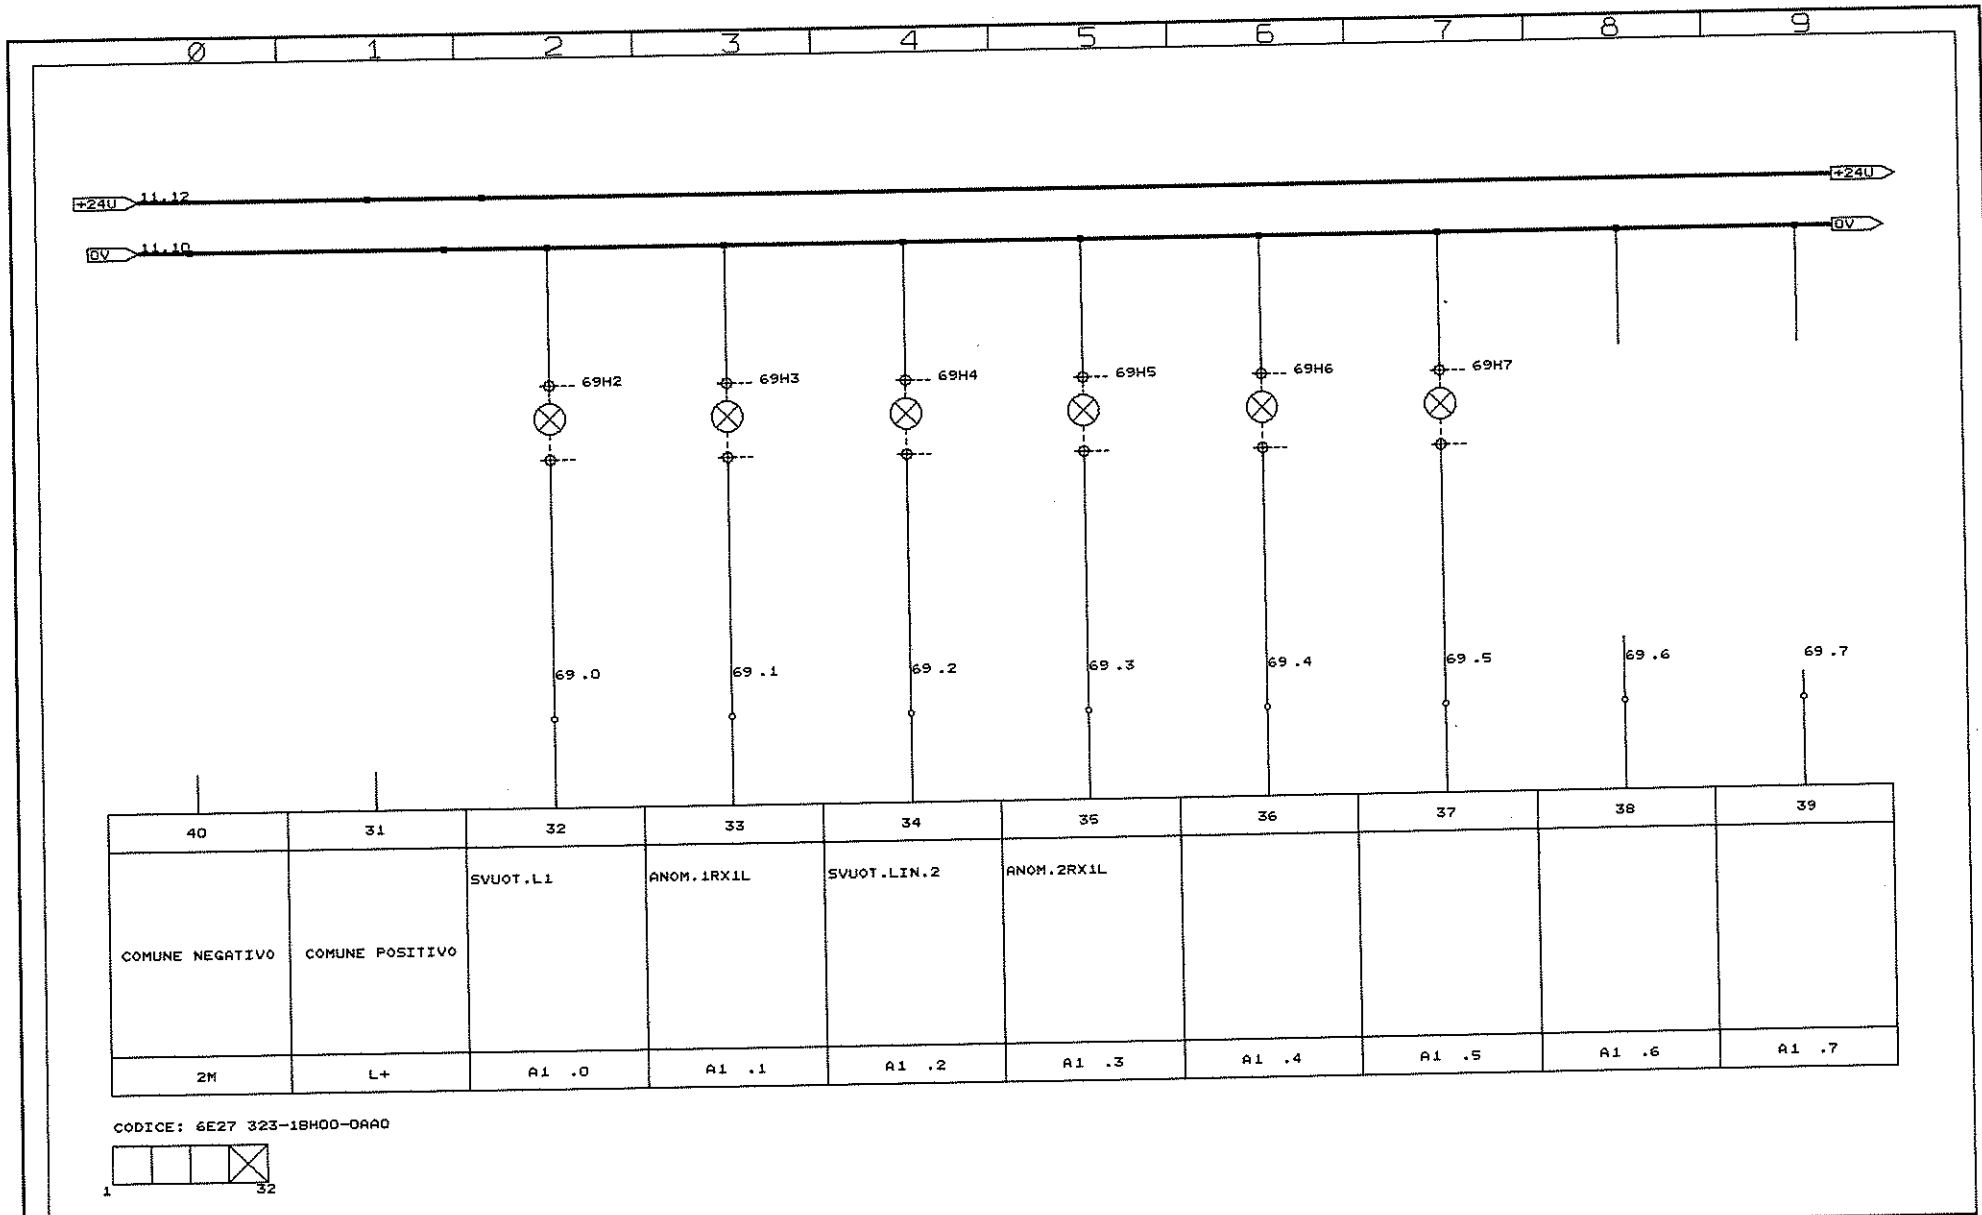 0 1 2 3 4 5 6 7 8 9
+24U 11.12 +24U
0V 11.10 0V
69H2 69H3 69H4 69H5 69H6 69H7
69.0 69.1 69.2 69.3 69.4 69.5 69.6 69.7
40 31 32 33 34 35 36 37 38 39
SVUOT.L1 ANOM.1RX1L SVUOT.LIN.2 ANOM.2RX1L
COMUNE NEGATIVO COMUNE POSITIVO
2M L+ A1 .0 A1 .1 A1 .2 A1 .3 A1 .4 A1 .5 A1 .6 A1 .7
CODICE: 6E27 323-1BH00-0AA0
1 32